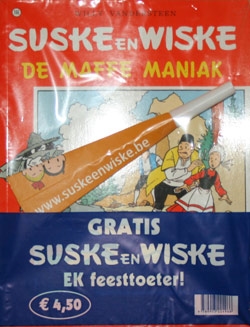 SUSKE EN WISKE
DE MAFFE MANIAK
www.suskeenwiske.be
GRATIS
SUSKE EN WISKE
EK feesttoeter!
€ 4,50